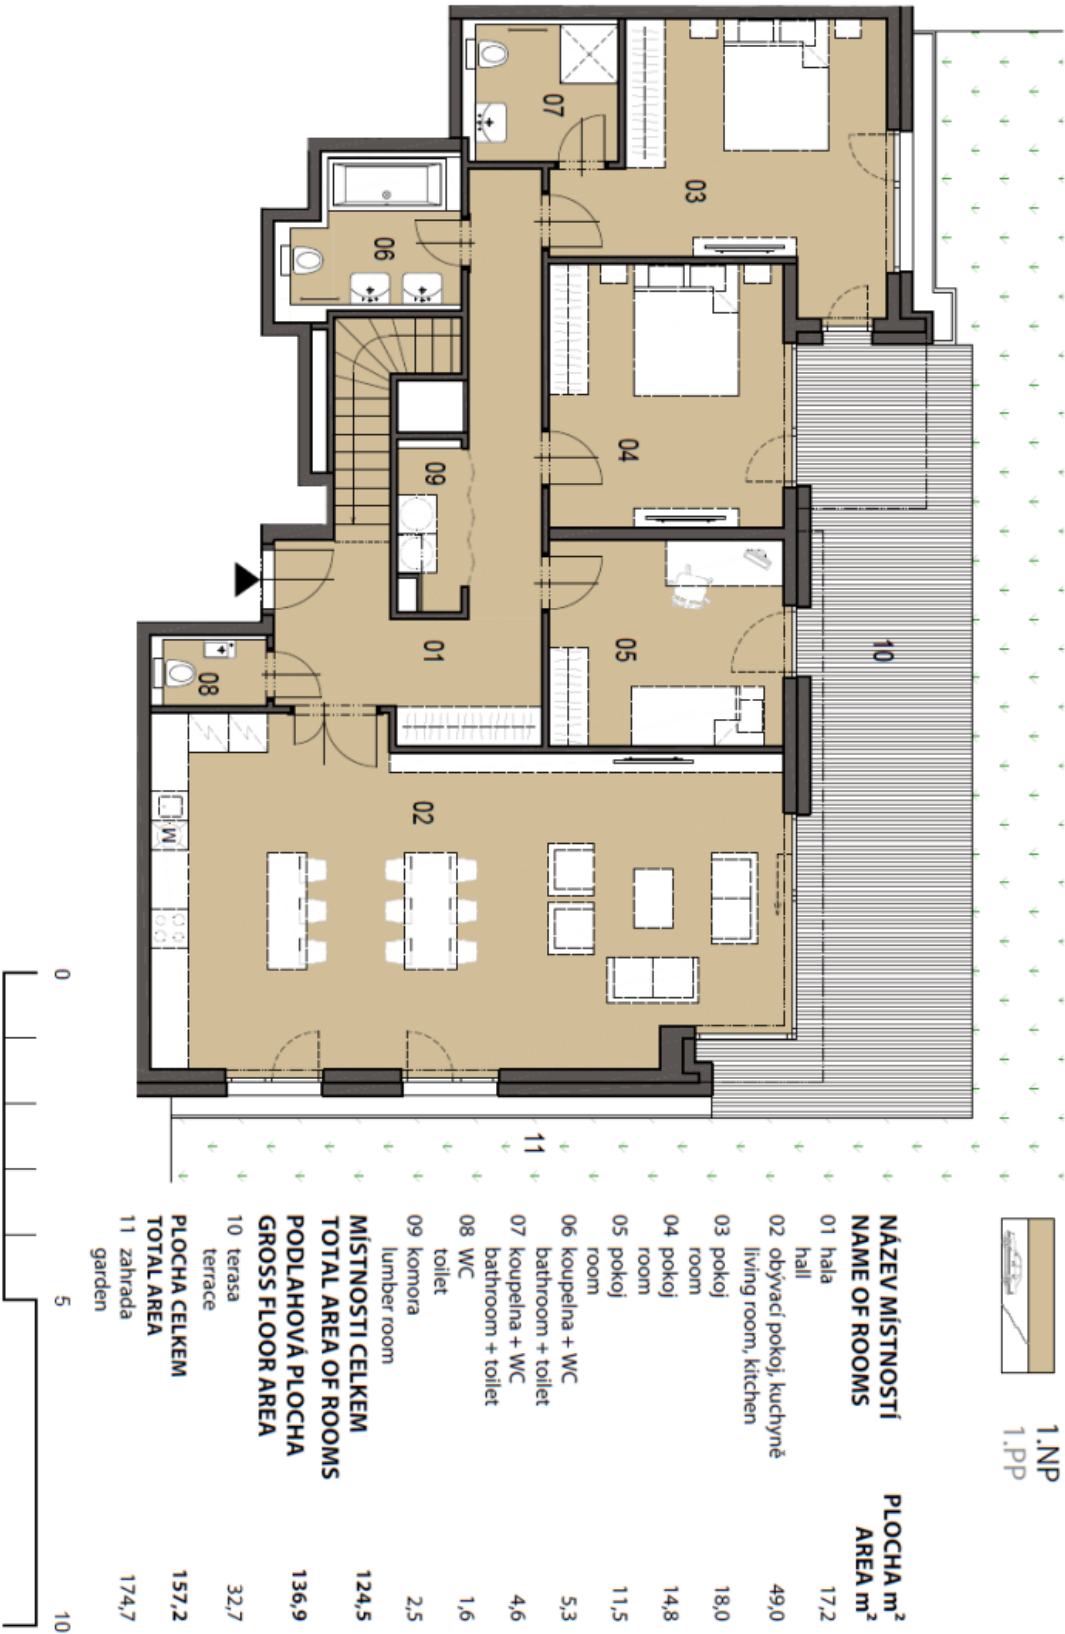 1.NP
1.PP
NÁZEV MÍSTNOSTÍ PLOCHA m²
NAME OF ROOMS AREA m²
01 hala 17,2
hall
02 obývací pokoj, kuchyně 49,0
living room, kitchen
03 pokoj 18,0
room
04 pokoj 14,8
room
05 pokoj 11,5
room
06 koupelna + WC 5,3
bathroom + toilet
07 koupelna + WC 4,6
bathroom + toilet
08 WC 1,6
toilet
09 komora 2,5
lumber room
MÍSTNOSTI CELKEM 124,5
TOTAL AREA OF ROOMS
PODLAHOVÁ PLOCHA 136,9
GROSS FLOOR AREA
10 terasa 32,7
terrace
PLOCHA CELKEM 157,2
TOTAL AREA
11 zahrada 174,7
garden
03
07
06
04
09
05
10
01
08
02
M
11
0 5 10